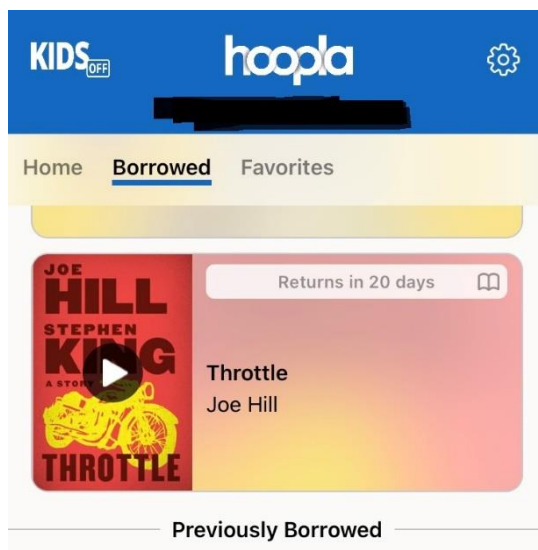 KIDS OFF
hoopla
Home Borrowed Favorites
JOE
HILL
STEPHEN
KING
A STORY
THROTTLE
Returns in 20 days
Throttle
Joe Hill
Previously Borrowed